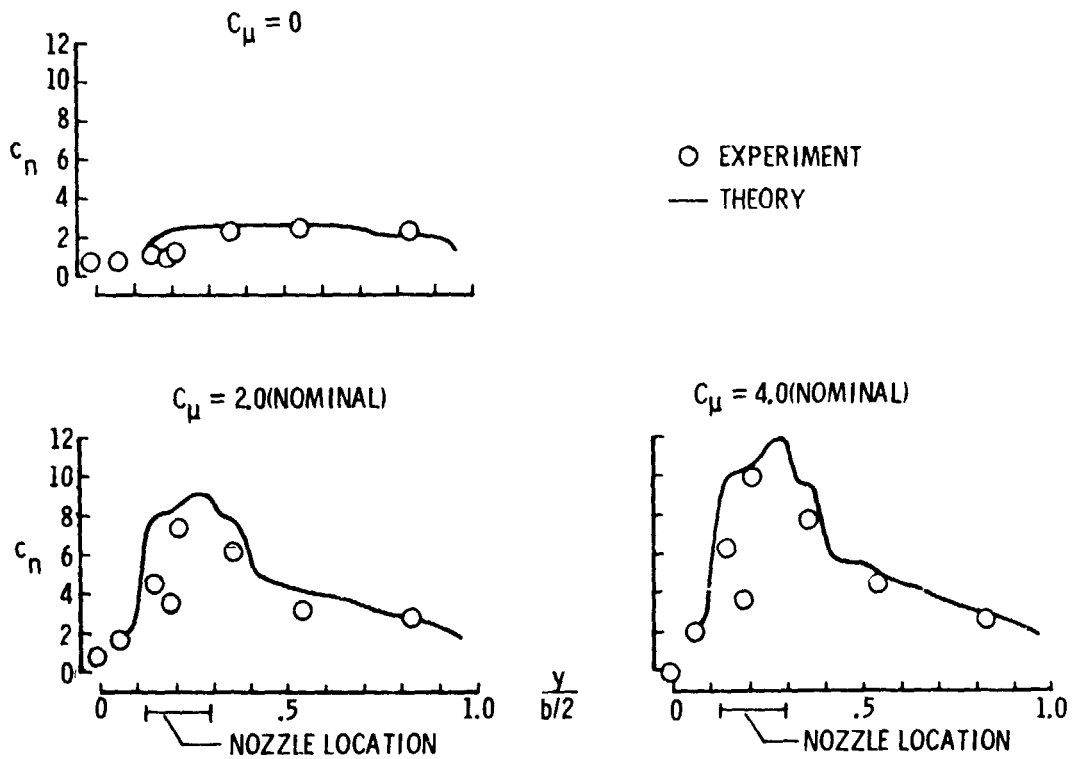 C_μ = 0
12
10
8
c_n 6
4
2
0
○ EXPERIMENT
— THEORY
C_μ = 2.0(NOMINAL)
12
10
8
c_n 6
4
2
0
0 .5 1.0
NOZZLE LOCATION
y
b/2
C_μ = 4.0(NOMINAL)
0 .5 1.0
NOZZLE LOCATION